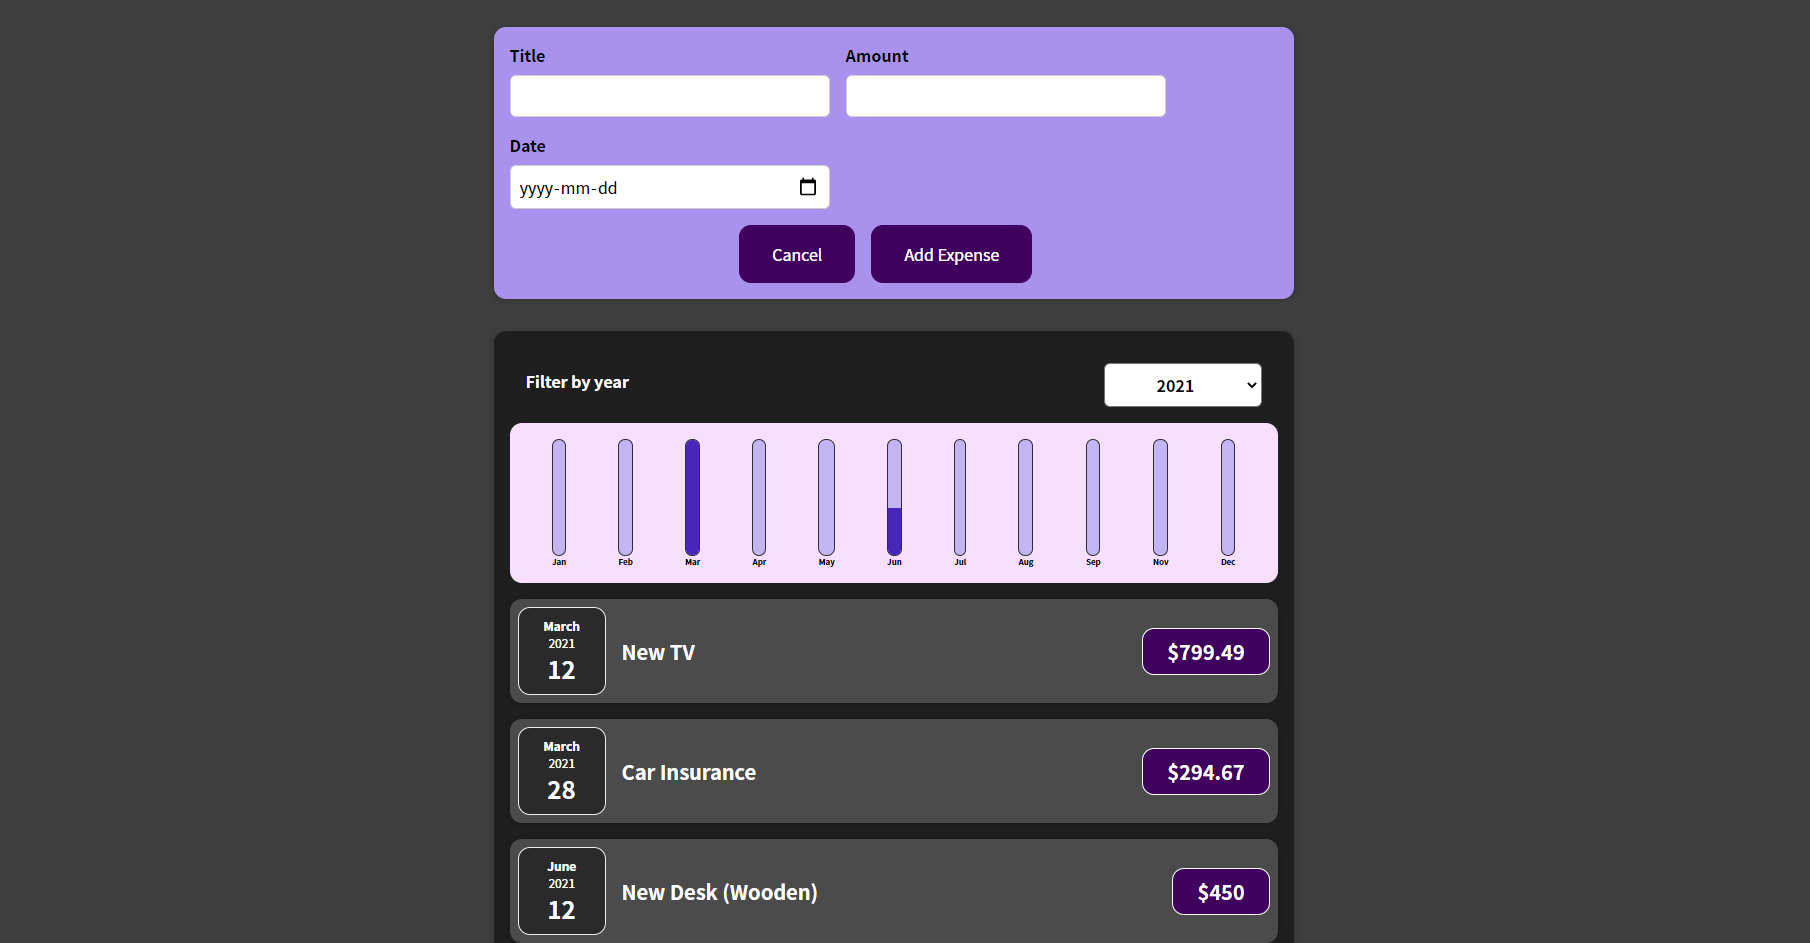 Title Amount
Date
yyyy-mm-dd
Cancel Add Expense
Filter by year 2021
Jan Feb Mar Apr May Jun Jul Aug Sep Nov Dec
March
2021
12
New TV
$799.49
March
2021
28
Car Insurance
$294.67
June
2021
12
New Desk (Wooden)
$450